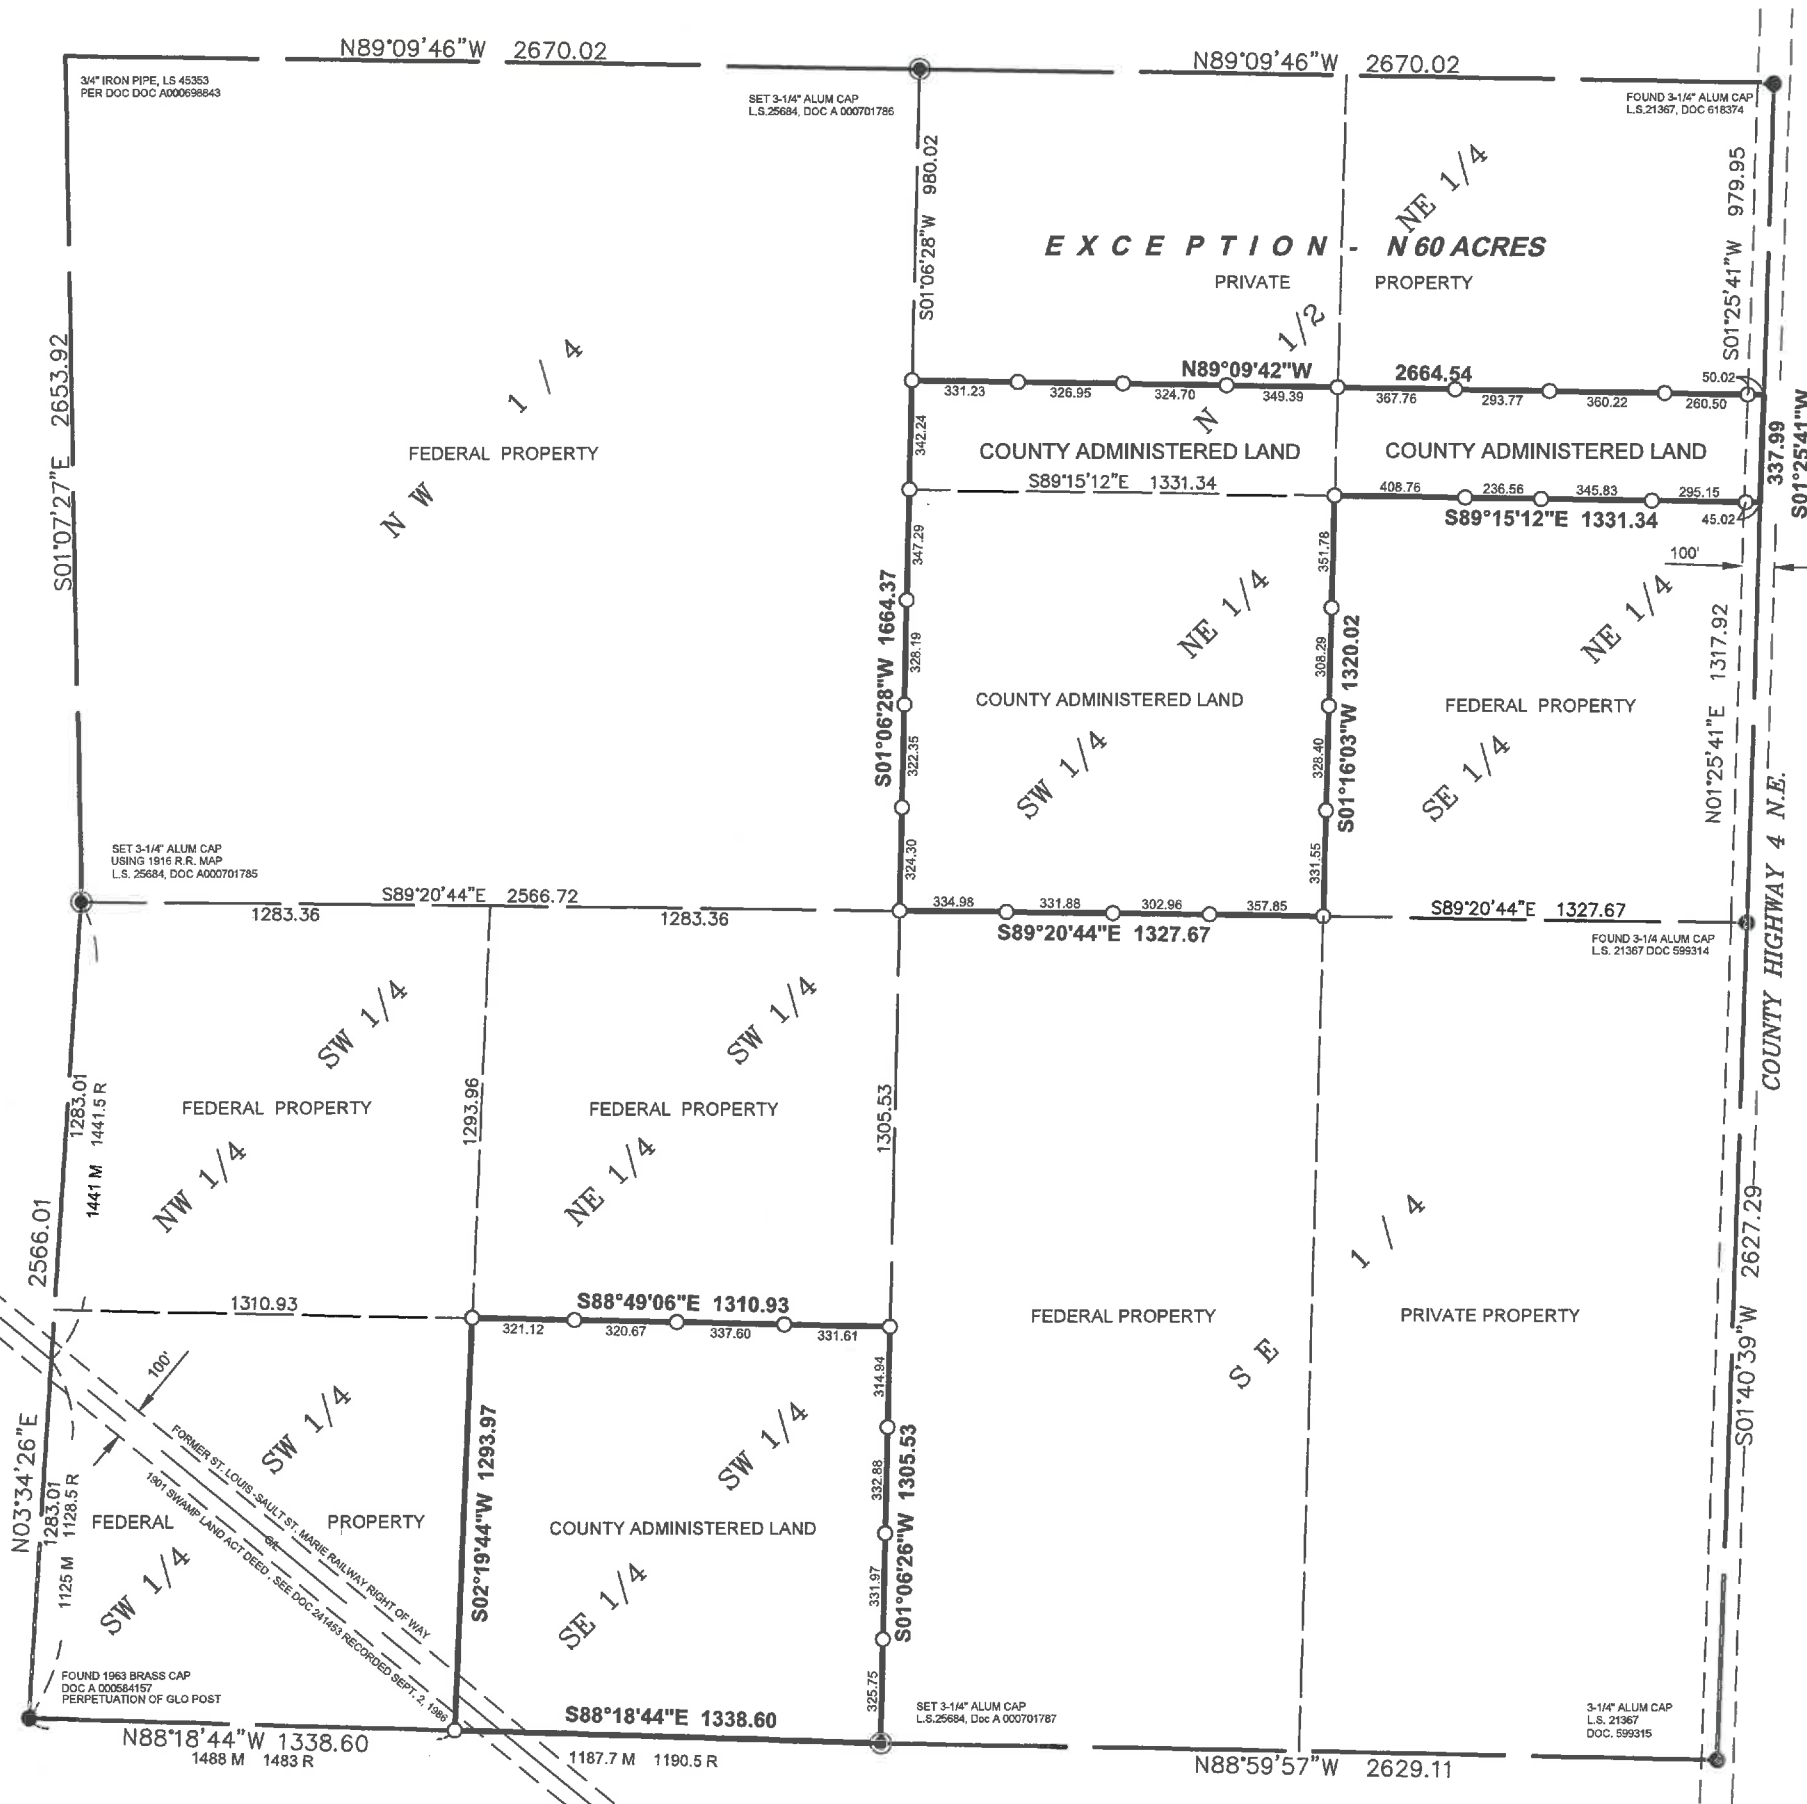 N89°09'46"W 2670.02
N89°09'46"W 2670.02
3/4" IRON PIPE, LS 45353
PER DOC DOC A000698843
SET 3-1/4" ALUM CAP
L.S.25684, DOC A 000701786
FOUND 3-1/4" ALUM CAP
L.S.21367, DOC 618374
S01°06'28"W 980.02
S01°25'41"W 979.95
NE 1/4
EXCEPTION - N 60 ACRES
PRIVATE PROPERTY
N 1/2
N89°09'42"W 2664.54
50.02
331.23
326.95
324.70
349.39
367.76
293.77
360.22
260.50
S01°07'27"E 2653.92
NW 1/4
FEDERAL PROPERTY
342.24
COUNTY ADMINISTERED LAND
COUNTY ADMINISTERED LAND
337.99
S01°25'41"W
S89°15'12"E 1331.34
408.76
236.56
345.83
295.15
S89°15'12"E 1331.34
45.02
100'
347.29
328.19
322.35
324.30
S01°06'28"W 1664.37
351.78
308.29
328.40
331.55
S01°16'03"W 1320.02
NE 1/4
COUNTY ADMINISTERED LAND
SW 1/4
NE 1/4
FEDERAL PROPERTY
SE 1/4
N01°25'41"E 1317.92
COUNTY HIGHWAY 4 N.E.
SET 3-1/4" ALUM CAP
USING 1916 R.R. MAP
L.S. 25684, DOC A000701785
S89°20'44"E 2566.72
1283.36
1283.36
334.98
331.88
302.96
357.85
S89°20'44"E 1327.67
S89°20'44"E 1327.67
FOUND 3-1/4 ALUM CAP
L.S. 21367 DOC 599314
SW 1/4
FEDERAL PROPERTY
NW 1/4
SW 1/4
FEDERAL PROPERTY
NE 1/4
1283.01
1441 M 1441.5 R
1293.96
1305.53
2566.01
N03°34'26"E
1310.93
S88°49'06"E 1310.93
321.12
320.67
337.60
331.61
FEDERAL PROPERTY
PRIVATE PROPERTY
SE 1/4
S01°40'39"W 2627.29
100'
SW 1/4
FEDERAL PROPERTY
SW 1/4
1283.01
1125 M 1128.5 R
FORMER ST. LOUIS -SAULT ST. MARIE RAILWAY RIGHT OF WAY
C/L
1901 SWAMP LAND ACT DEED , SEE DOC 241453 RECORDED SEPT. 2, 1986
S02°19'44"W 1293.97
SW 1/4
COUNTY ADMINISTERED LAND
SE 1/4
314.94
332.88
331.97
325.75
S01°06'26"W 1305.53
FOUND 1963 BRASS CAP
DOC A 000584157
PERPETUATION OF GLO POST
N88°18'44"W 1338.60
1488 M 1483 R
S88°18'44"E 1338.60
1187.7 M 1190.5 R
SET 3-1/4" ALUM CAP
L.S.25684, Doc A 000701787
N88°59'57"W 2629.11
3-1/4" ALUM CAP
L.S. 21367
DOC. 599315